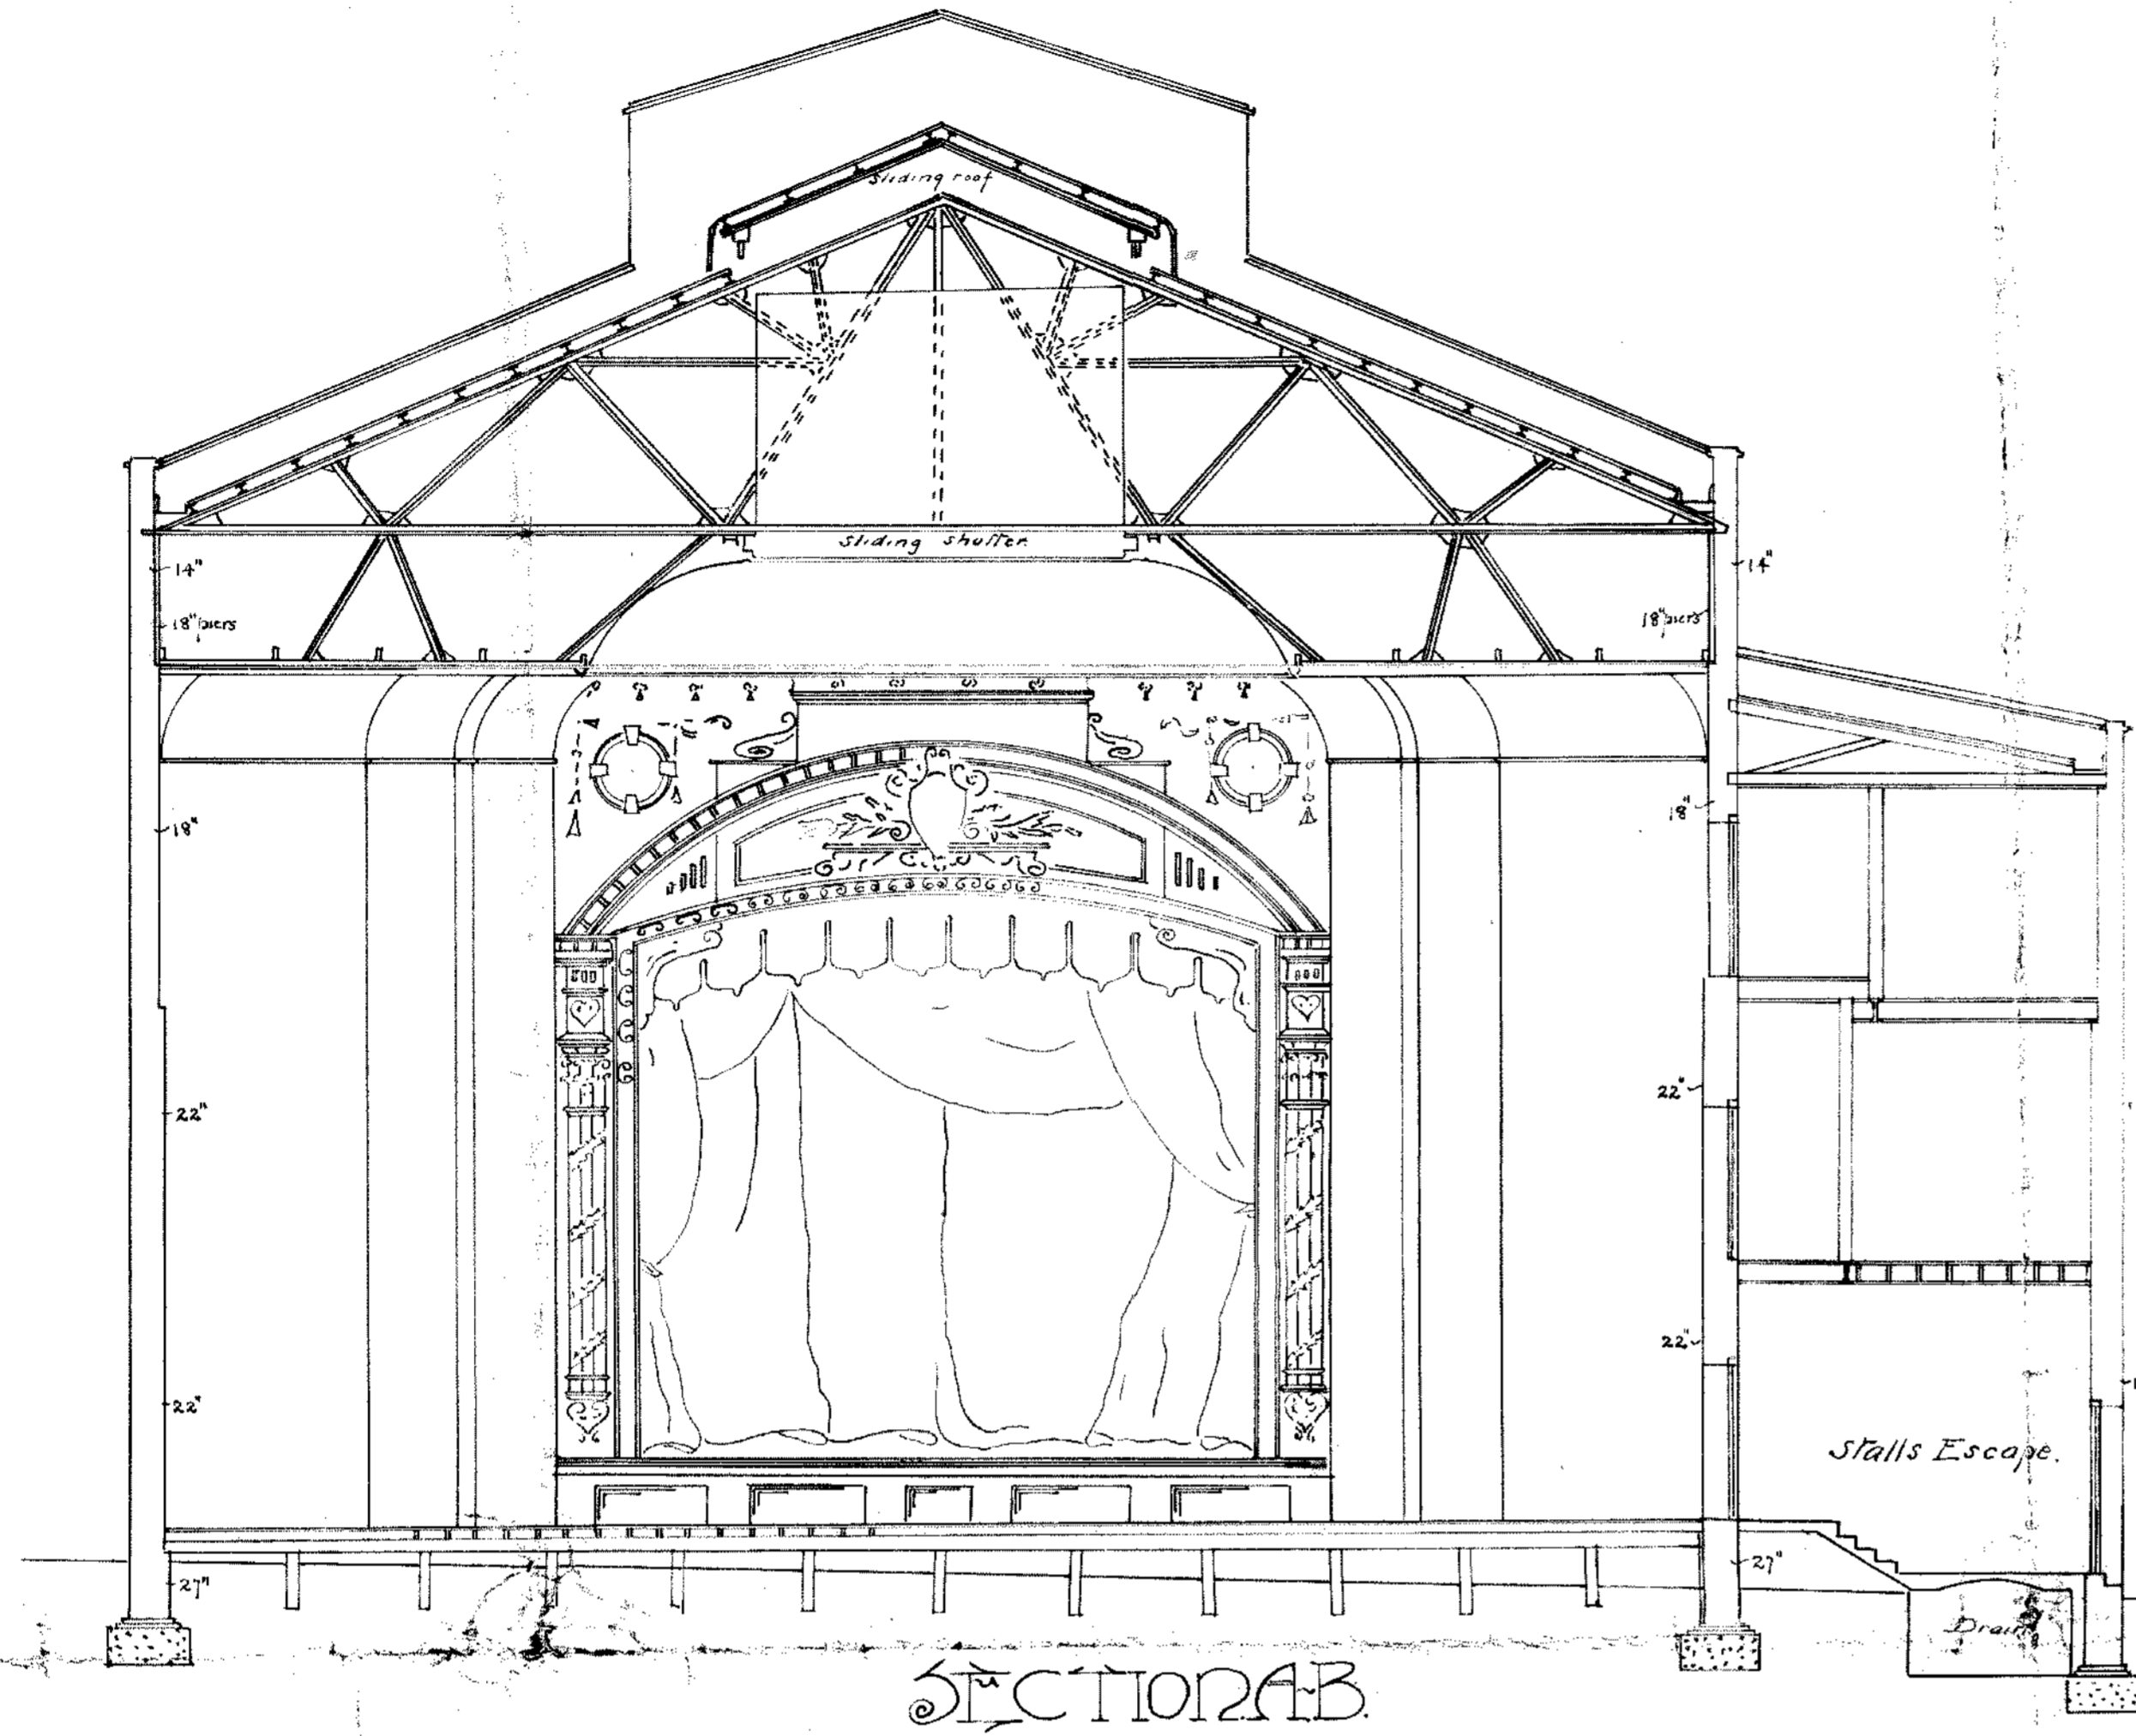 Sliding roof
Sliding shutter
14"
14"
18" piers
18" piers
18"
18"
22"
22"
22"
22"
Stalls Escape.
27"
27"
Drain
SECTION A-B.